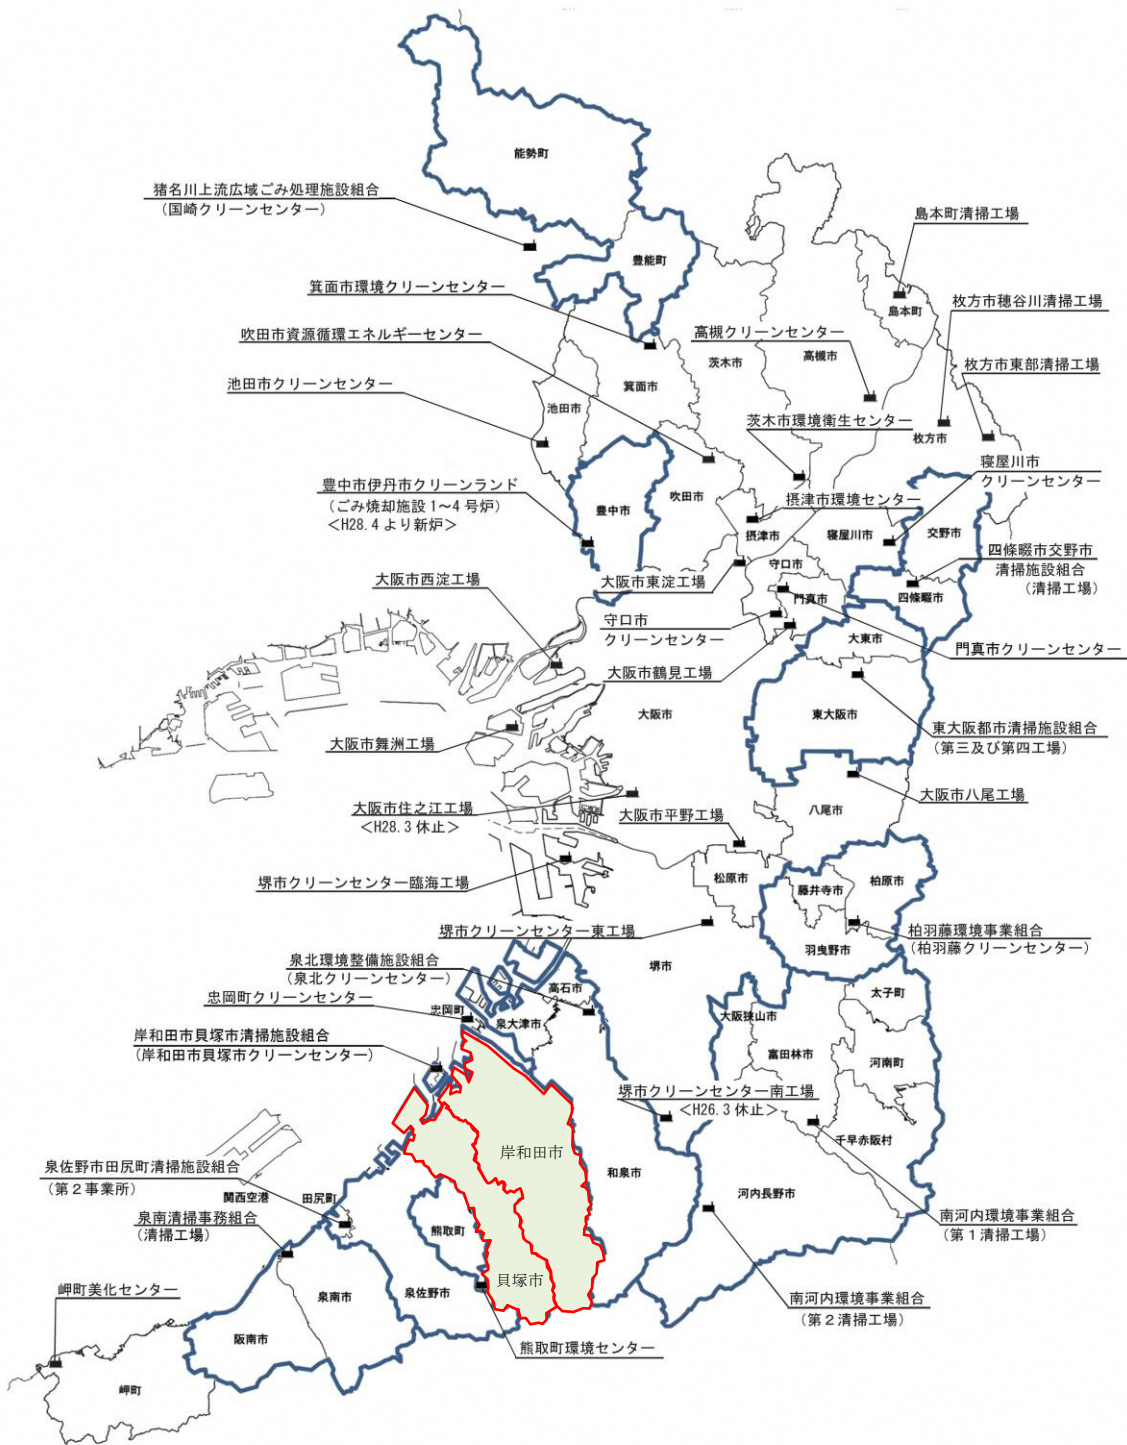 能勢町
猪名川上流広域ごみ処理施設組合
（国崎クリーンセンター）
島本町清掃工場
豊能町
箕面市環境クリーンセンター
枚方市穂谷川清掃工場
島本町
吹田市資源循環エネルギーセンター
高槻クリーンセンター
茨木市
高槻市
枚方市東部清掃工場
池田市クリーンセンター
箕面市
池田市
茨木市環境衛生センター
枚方市
寝屋川市
クリーンセンター
豊中市伊丹市クリーンランド
（ごみ焼却施設1～4号炉）
＜H28.4より新炉＞
吹田市
摂津市環境センター
豊中市
摂津市
寝屋川市
交野市
四條畷市交野市
清掃施設組合
（清掃工場）
大阪市西淀工場
大阪市東淀工場
守口市
門真市
四條畷市
守口市
クリーンセンター
大東市
門真市クリーンセンター
大阪市鶴見工場
大阪市
東大阪市
東大阪都市清掃施設組合
（第三及び第四工場）
大阪市舞洲工場
大阪市八尾工場
大阪市住之江工場
＜H28.3休止＞
大阪市平野工場
八尾市
堺市クリーンセンター臨海工場
松原市
藤井寺市
柏原市
堺市クリーンセンター東工場
柏羽藤環境事業組合
（柏羽藤クリーンセンター）
羽曳野市
泉北環境整備施設組合
（泉北クリーンセンター）
堺市
高石市
太子町
忠岡町クリーンセンター
忠岡町
泉大津市
大阪狭山市
岸和田市貝塚市清掃施設組合
（岸和田市貝塚市クリーンセンター）
富田林市
河南町
堺市クリーンセンター南工場
＜H26.3休止＞
千早赤阪村
岸和田市
和泉市
泉佐野市田尻町清掃施設組合
（第2事業所）
関西空港
田尻町
河内長野市
泉南清掃事務組合
（清掃工場）
熊取町
南河内環境事業組合
（第1清掃工場）
貝塚市
岬町美化センター
泉南市
泉佐野市
南河内環境事業組合
（第2清掃工場）
阪南市
熊取町環境センター
岬町